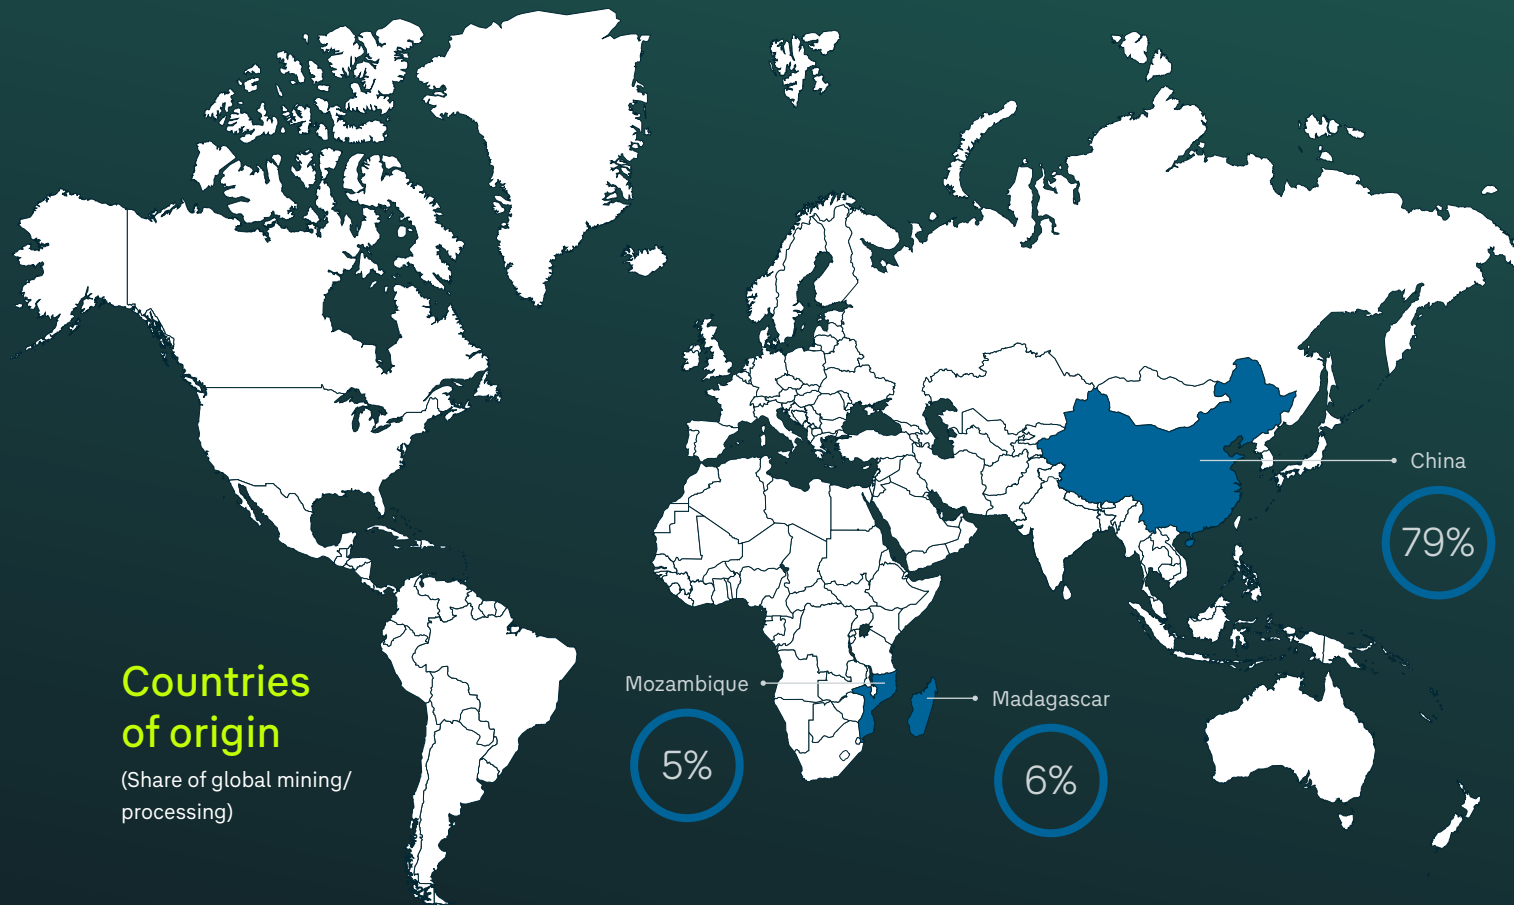 China
79%
Mozambique
5%
Madagascar
6%
Countries
of origin
(Share of global mining/
processing)